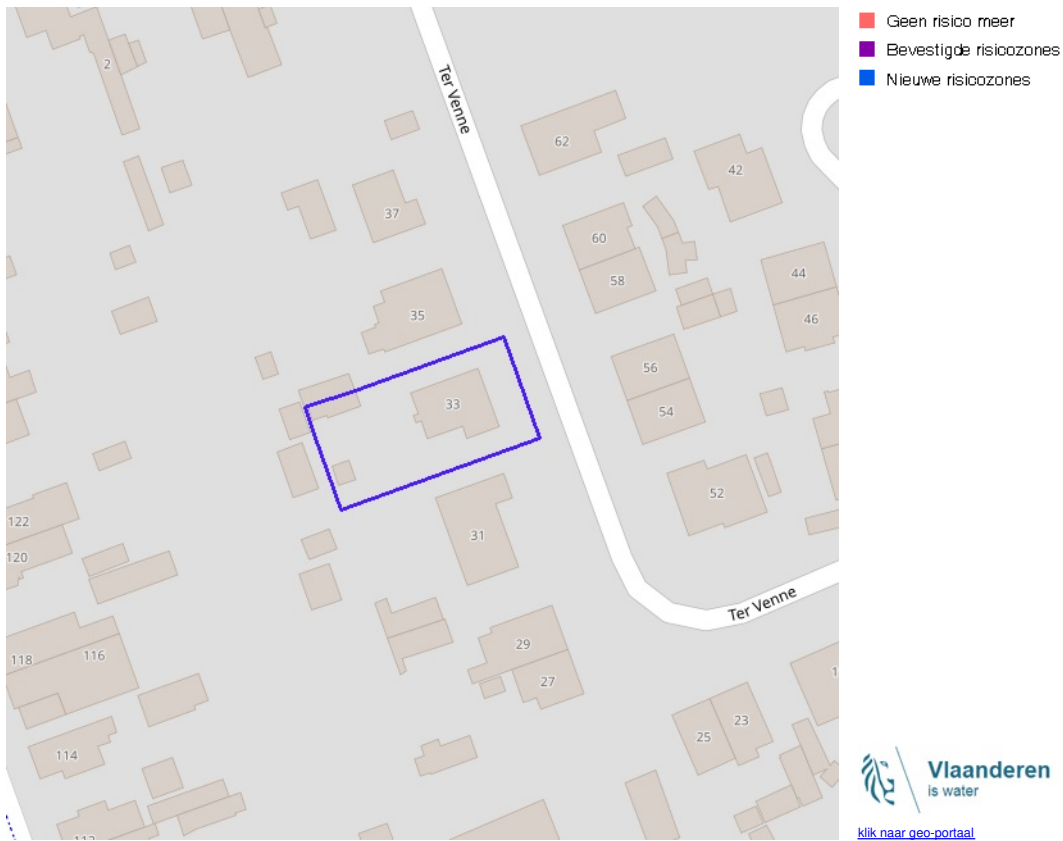 Geen risico meer
Bevestigde risicozones
Nieuwe risicozones
2
Ter Venne
62
42
37
60
58
44
46
35
56
54
33
52
31
122
120
Ter Venne
29
27
118
116
25
23
114
Vlaanderen
is water
klik naar geo-portaal